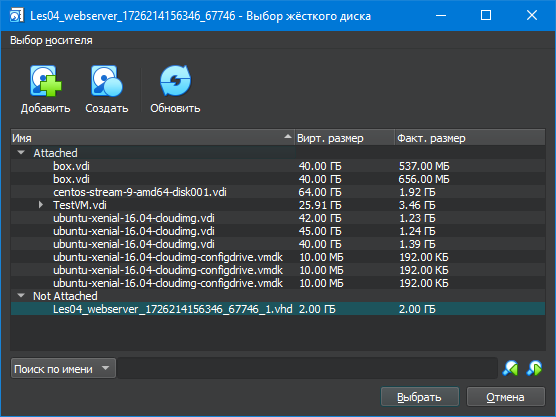 Les04_webserver_1726214156346_67746 - Выбор жёсткого диска
Выбор носителя
Добавить Создать Обновить
Имя Вирт. размер Факт. размер
Attached
box.vdi 40.00 ГБ 537.00 МБ
box.vdi 40.00 ГБ 656.00 МБ
centos-stream-9-amd64-disk001.vdi 64.00 ГБ 1.92 ГБ
TestVM.vdi 25.91 ГБ 3.46 ГБ
ubuntu-xenial-16.04-cloudimg.vdi 42.00 ГБ 1.23 ГБ
ubuntu-xenial-16.04-cloudimg.vdi 45.00 ГБ 1.24 ГБ
ubuntu-xenial-16.04-cloudimg.vdi 40.00 ГБ 1.39 ГБ
ubuntu-xenial-16.04-cloudimg-configdrive.vmdk 10.00 МБ 192.00 КБ
ubuntu-xenial-16.04-cloudimg-configdrive.vmdk 10.00 МБ 192.00 КБ
ubuntu-xenial-16.04-cloudimg-configdrive.vmdk 10.00 МБ 192.00 КБ
Not Attached
Les04_webserver_1726214156346_67746_1.vhd 2.00 ГБ 2.00 ГБ
Поиск по имени
Выбрать Отмена